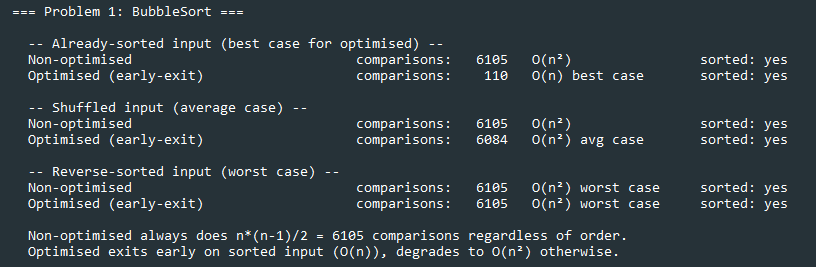 === Problem 1: BubbleSort ===
-- Already-sorted input (best case for optimised) --
Non-optimised comparisons: 6105 O(n²) sorted: yes
Optimised (early-exit) comparisons: 110 O(n) best case sorted: yes
-- Shuffled input (average case) --
Non-optimised comparisons: 6105 O(n²) sorted: yes
Optimised (early-exit) comparisons: 6084 O(n²) avg case sorted: yes
-- Reverse-sorted input (worst case) --
Non-optimised comparisons: 6105 O(n²) worst case sorted: yes
Optimised (early-exit) comparisons: 6105 O(n²) worst case sorted: yes
Non-optimised always does n*(n-1)/2 = 6105 comparisons regardless of order.
Optimised exits early on sorted input (O(n)), degrades to O(n²) otherwise.